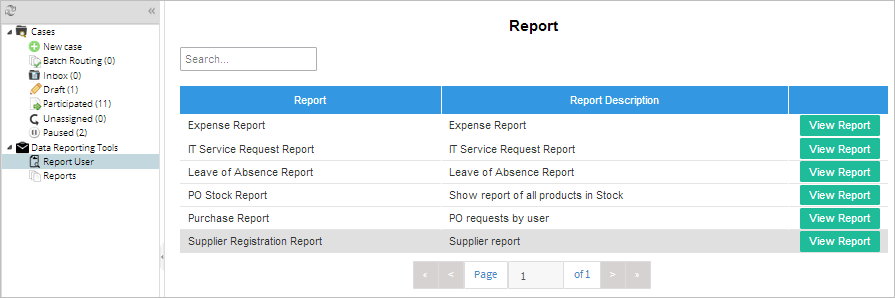 Cases
New case
Batch Routing (0)
Inbox (0)
Draft (1)
Participated (11)
Unassigned (0)
Paused (2)
Data Reporting Tools
Report User
Reports
Report
Search...
Report Report Description
Expense Report Expense Report View Report
IT Service Request Report IT Service Request Report View Report
Leave of Absence Report Leave of Absence Report View Report
PO Stock Report Show report of all products in Stock View Report
Purchase Report PO requests by user View Report
Supplier Registration Report Supplier report View Report
« < Page 1 of 1 > »